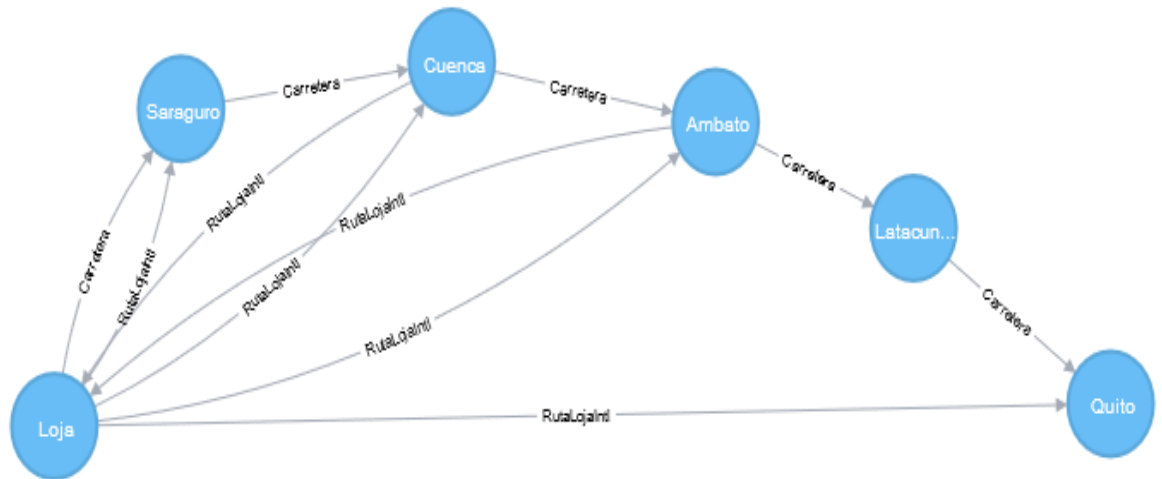 Cuenca
Carretera
Carretera
Saraguro
Ambato
Carretera
RutaLojaIntl
RutaLojaIntl
Latacun...
Carretera
RutaLojaIntl
RutaLojaIntl
Carretera
RutaLojaIntl
Quito
RutaLojaIntl
Loja